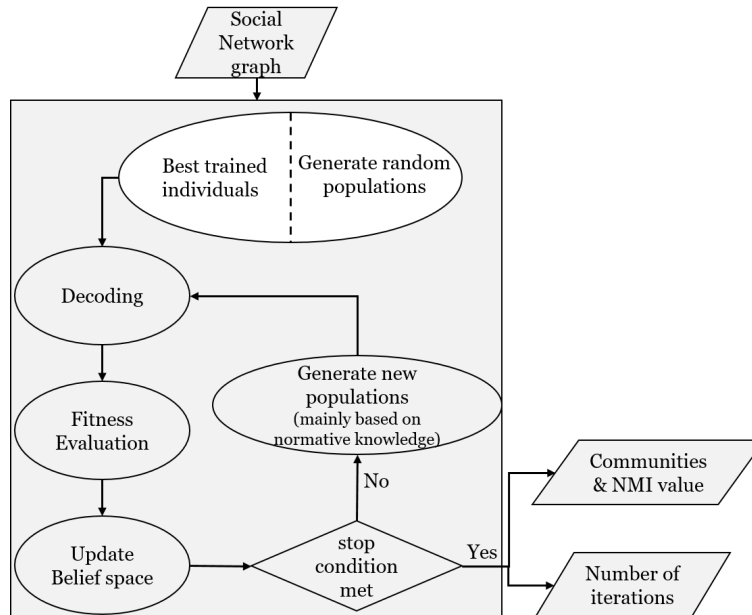 Social
Network
graph
Best trained
individuals
Generate random
populations
Decoding
Generate new
populations
(mainly based on
normative knowledge)
Fitness
Evaluation
No
Communities
& NMI value
Update
Belief space
stop
condition
met
Yes
Number of
iterations